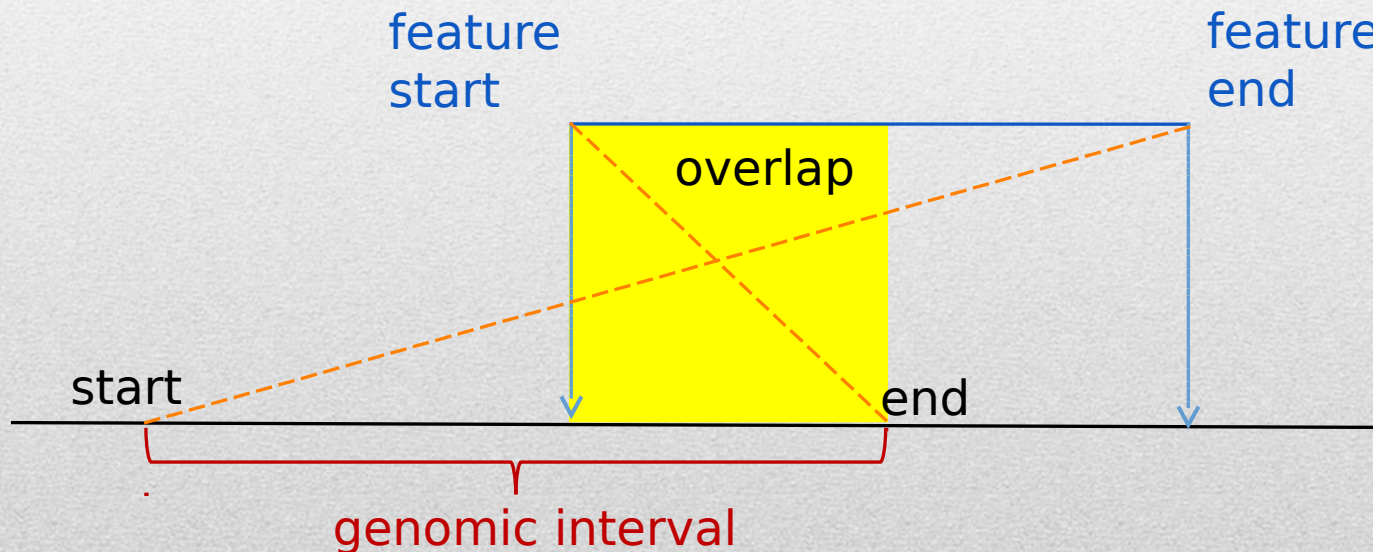 feature
start
feature
end
overlap
start
end
genomic interval